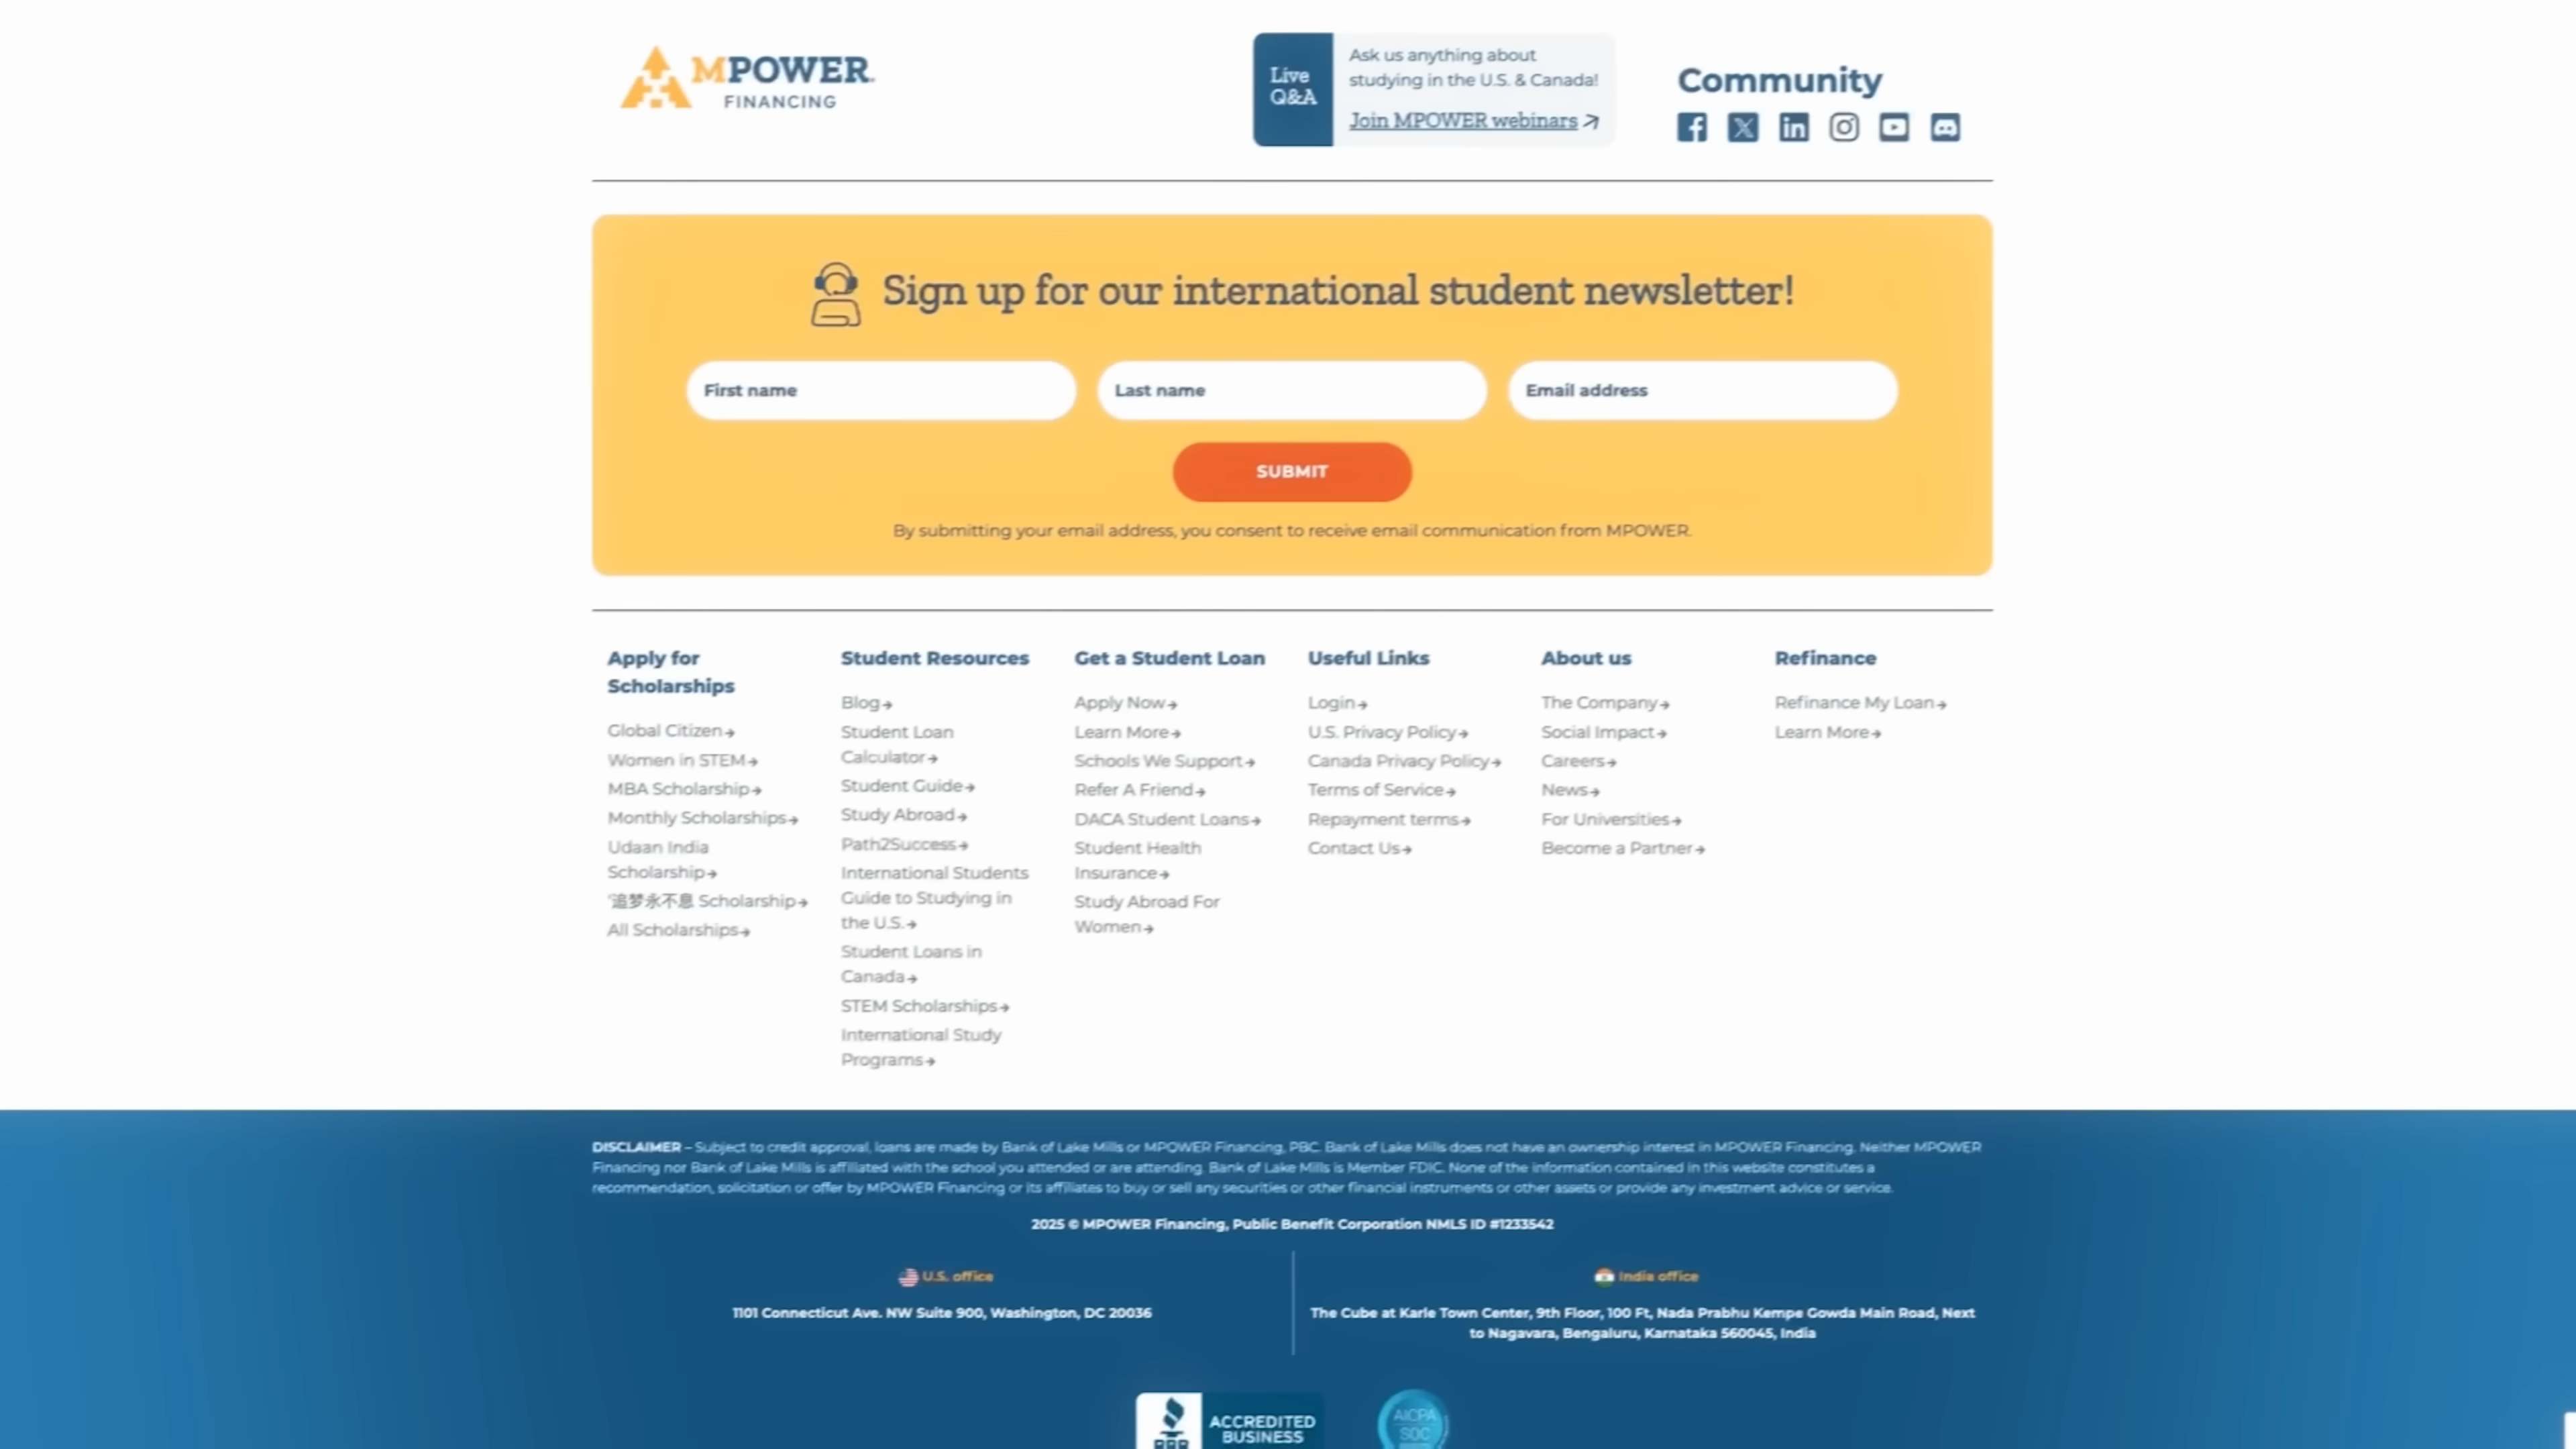 MPOWER
FINANCING
Live
Q&A
Ask us anything about
studying in the U.S. & Canada!
Join MPOWER webinars
Community
Sign up for our international student newsletter!
First name
Last name
Email address
SUBMIT
By submitting your email address, you consent to receive email communication from MPOWER.
Apply for
Scholarships
Global Citizen
Women in STEM
MBA Scholarship
Monthly Scholarships
Udaan India
Scholarship
'追梦永不息 Scholarship
All Scholarships
Student Resources
Blog
Student Loan
Calculator
Student Guide
Study Abroad
Path2Success
International Students
Guide to Studying in
the U.S.
Student Loans in
Canada
STEM Scholarships
International Study
Programs
Get a Student Loan
Apply Now
Learn More
Schools We Support
Refer A Friend
DACA Student Loans
Student Health
Insurance
Study Abroad For
Women
Useful Links
Login
U.S. Privacy Policy
Canada Privacy Policy
Terms of Service
Repayment terms
Contact Us
About us
The Company
Social Impact
Careers
News
For Universities
Become a Partner
Refinance
Refinance My Loan
Learn More
DISCLAIMER – Subject to credit approval, loans are made by Bank of Lake Mills or MPOWER Financing, PBC. Bank of Lake Mills does not have an ownership interest in MPOWER Financing. Neither MPOWER
Financing nor Bank of Lake Mills is affiliated with the school you attended or are attending. Bank of Lake Mills is Member FDIC. None of the information contained in this website constitutes a
recommendation, solicitation or offer by MPOWER Financing or its affiliates to buy or sell any securities or other financial instruments or other assets or provide any investment advice or service.
2025 © MPOWER Financing, Public Benefit Corporation NMLS ID #1233542
U.S. office
1101 Connecticut Ave. NW Suite 900, Washington, DC 20036
India office
The Cube at Karle Town Center, 9th Floor, 100 Ft, Nada Prabhu Kempe Gowda Main Road, Next
to Nagavara, Bengaluru, Karnataka 560045, India
BBB
ACCREDITED
BUSINESS
AICPA
SOC